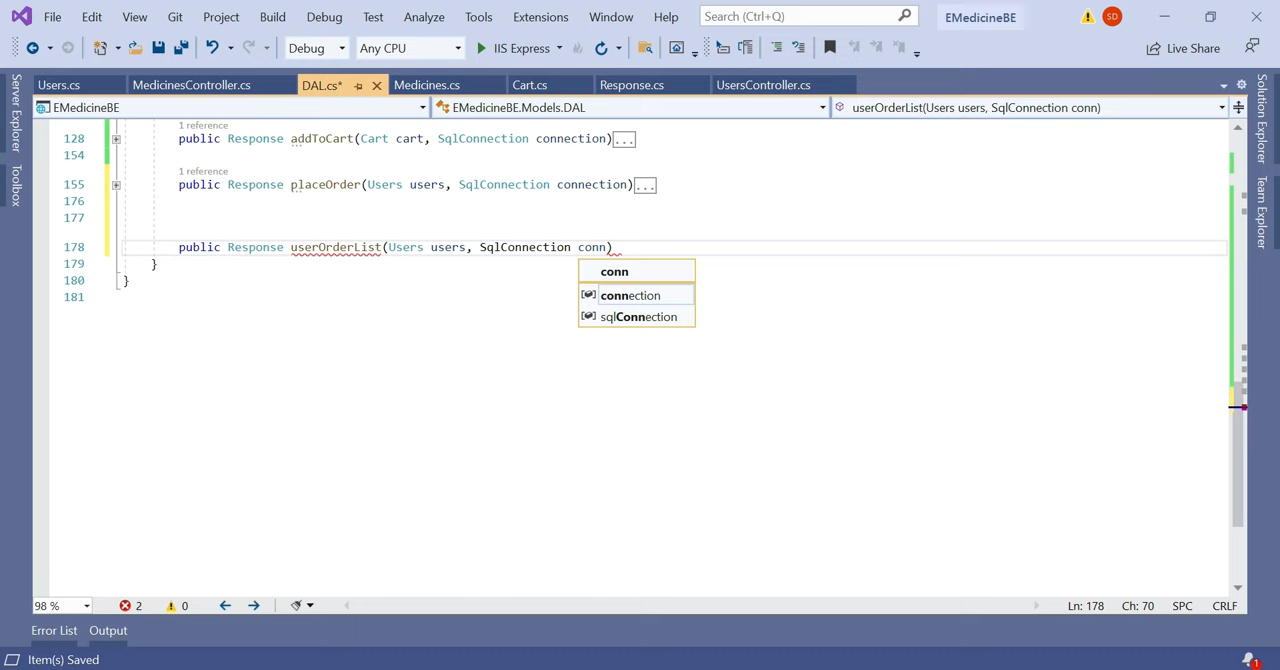 File Edit View Git Project Build Debug Test Analyze Tools Extensions Window Help Search (Ctrl+Q) EMedicineBE SD
Debug Any CPU IIS Express Live Share
Users.cs MedicinesController.cs DAL.cs* Medicines.cs Cart.cs Response.cs UsersController.cs
EMedicineBE EMedicineBE.Models.DAL userOrderList(Users users, SqlConnection conn)
Server Explorer
Toolbox
Solution Explorer
Team Explorer
1 reference
128 public Response addToCart(Cart cart, SqlConnection connection)...
154
1 reference
155 public Response placeOrder(Users users, SqlConnection connection)...
176
177
178 public Response userOrderList(Users users, SqlConnection conn)
179 }
180 }
181
conn
connection
sqlConnection
98 % 2 0 Ln: 178 Ch: 70 SPC CRLF
Error List Output
Item(s) Saved 1